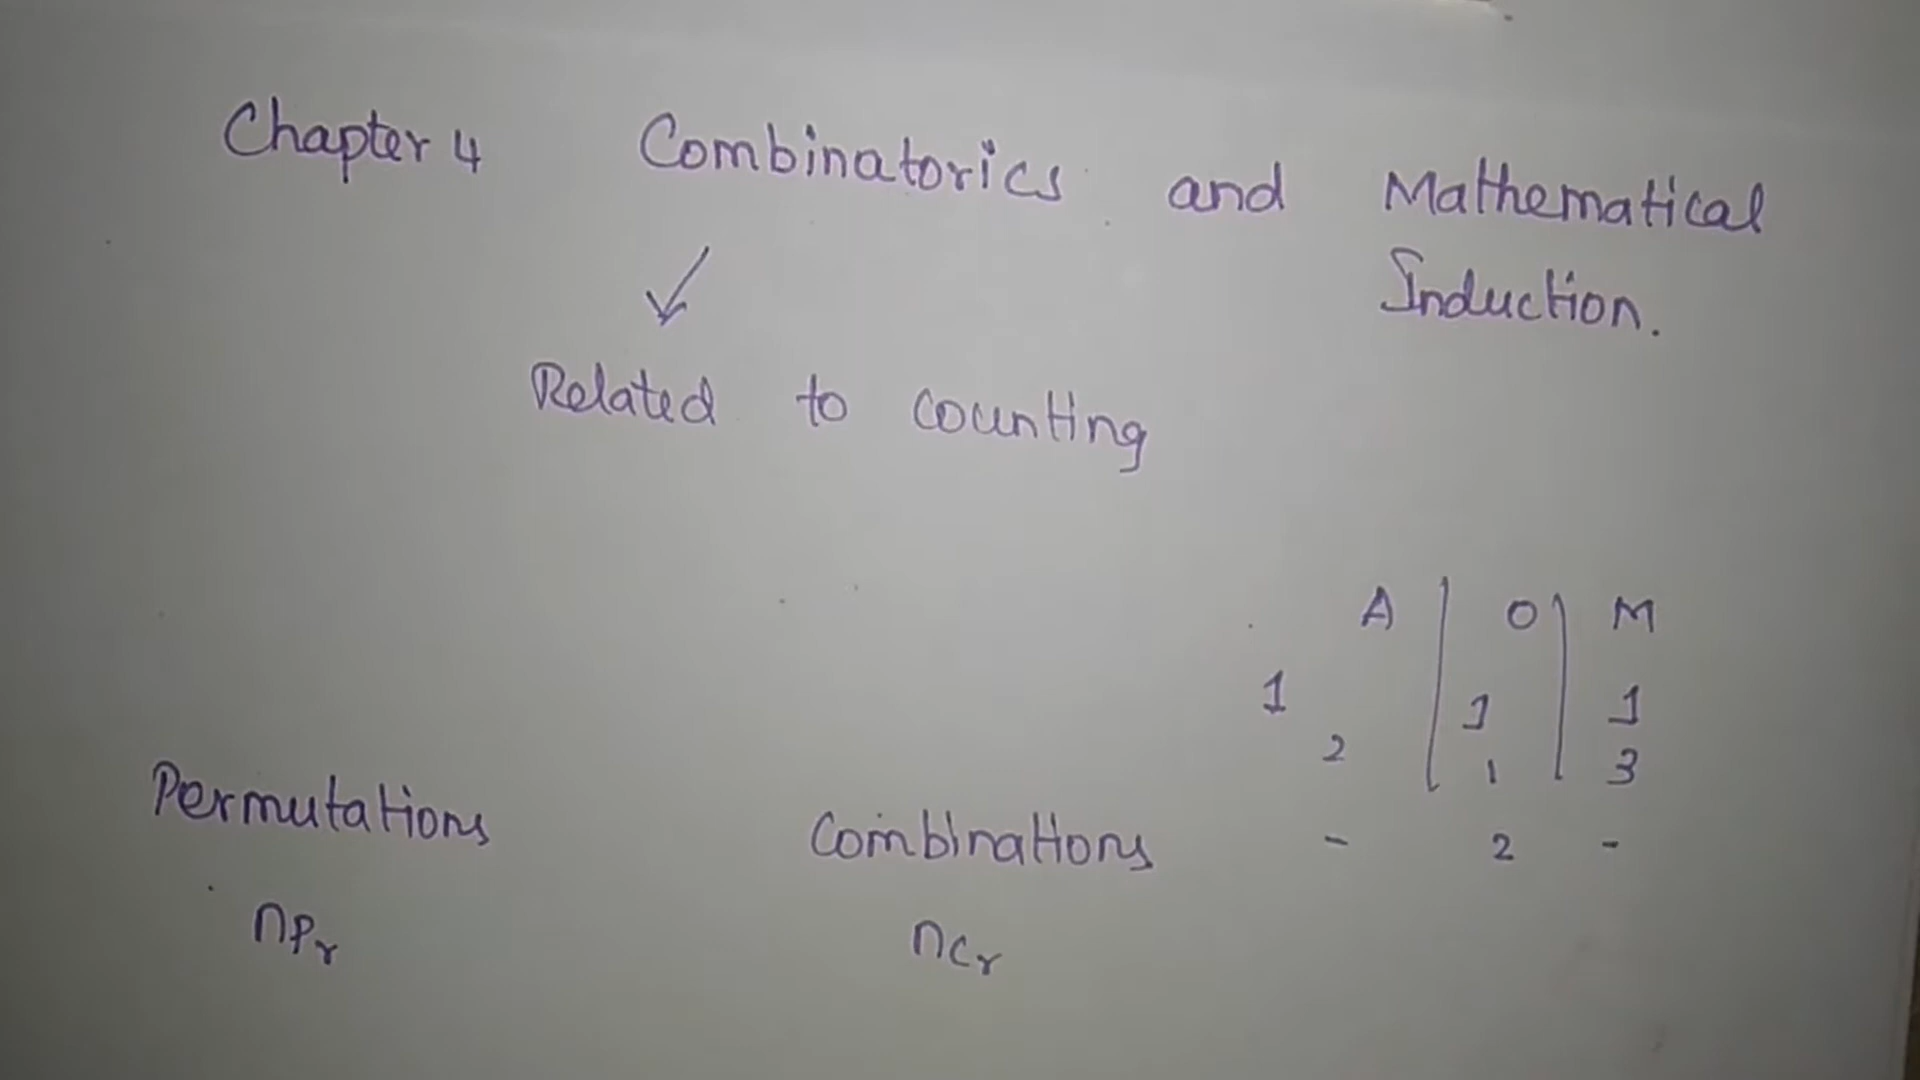 Chapter 4 Combinatorics and Mathematical
Induction.
Related to counting
A | O | M
1 1 1
2 1 3
- 2 -
Permutations Combinations
nPr nCr